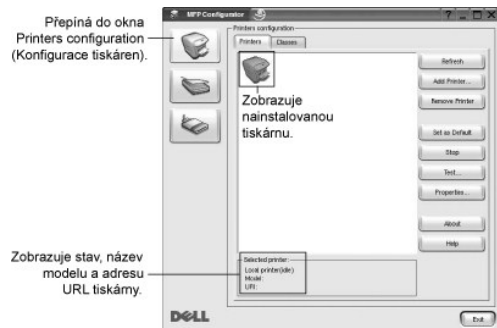 Přepíná do okna
Printers configuration
(Konfigurace tiskáren).
MFP Configurator
Printers configuration
Printers
Classes
Zobrazuje
nainstalovanou
tiskárnu.
Refresh
Add Printer...
Remove Printer
Set as Default
Stop
Test...
Properties...
About
Help
Zobrazuje stav, název
modelu a adresu
URL tiskárny.
Selected printer:
Local printer(idle)
Model:
URI:
DELL
Exit